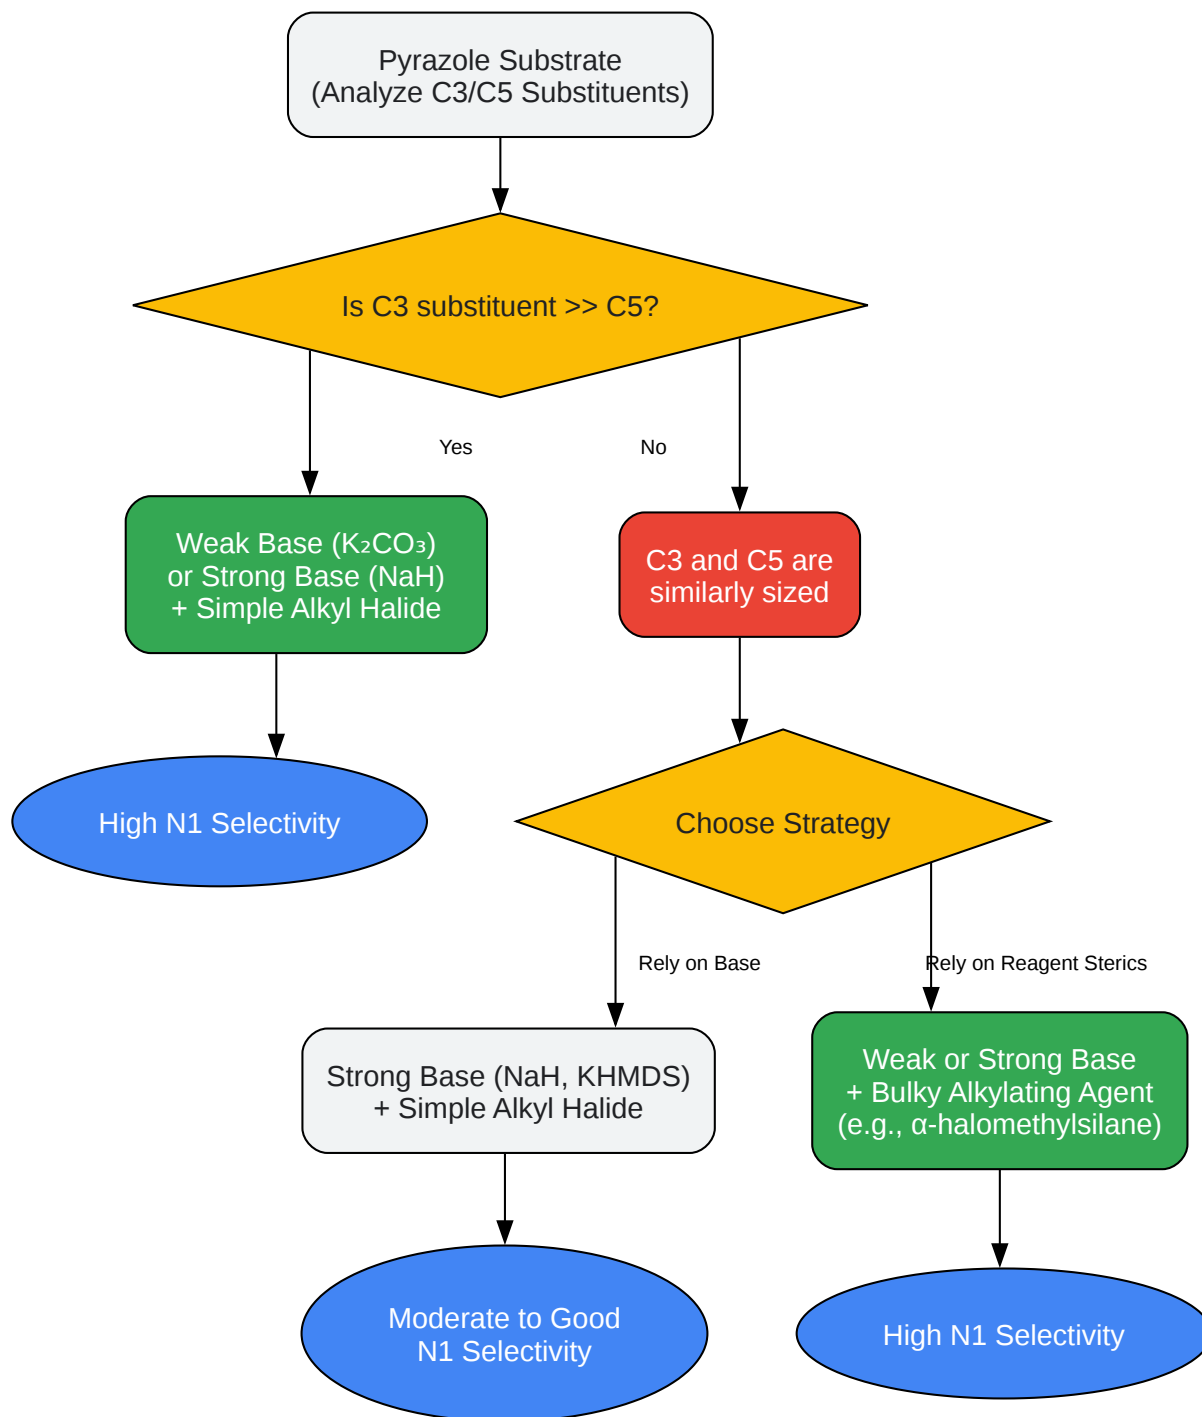 Pyrazole Substrate
(Analyze C3/C5 Substituents)
Is C3 substituent >> C5?
Yes
No
Weak Base (K₂CO₃)
or Strong Base (NaH)
+ Simple Alkyl Halide
C3 and C5 are
similarly sized
High N1 Selectivity
Choose Strategy
Rely on Base
Rely on Reagent Sterics
Strong Base (NaH, KHMDS)
+ Simple Alkyl Halide
Weak or Strong Base
+ Bulky Alkylating Agent
(e.g., α-halomethylsilane)
Moderate to Good
N1 Selectivity
High N1 Selectivity